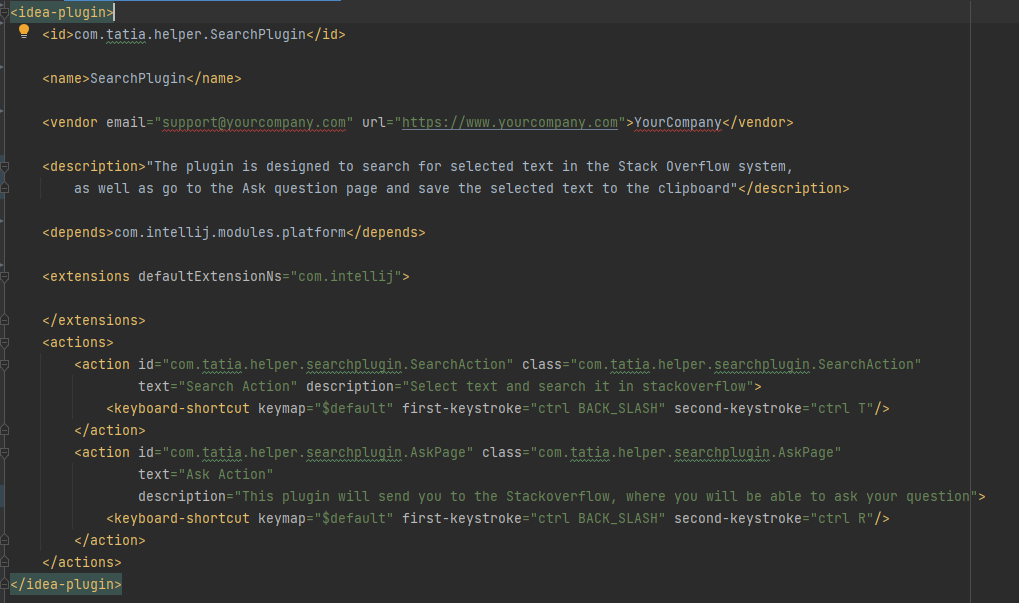 <idea-plugin>
<id>com.tatia.helper.SearchPlugin</id>
<name>SearchPlugin</name>
<vendor email="support@yourcompany.com" url="https://www.yourcompany.com">YourCompany</vendor>
<description>"The plugin is designed to search for selected text in the Stack Overflow system,
as well as go to the Ask question page and save the selected text to the clipboard"</description>
<depends>com.intellij.modules.platform</depends>
<extensions defaultExtensionNs="com.intellij">
</extensions>
<actions>
<action id="com.tatia.helper.searchplugin.SearchAction" class="com.tatia.helper.searchplugin.SearchAction"
text="Search Action" description="Select text and search it in stackoverflow">
<keyboard-shortcut keymap="$default" first-keystroke="ctrl BACK_SLASH" second-keystroke="ctrl T"/>
</action>
<action id="com.tatia.helper.searchplugin.AskPage" class="com.tatia.helper.searchplugin.AskPage"
text="Ask Action"
description="This plugin will send you to the Stackoverflow, where you will be able to ask your question">
<keyboard-shortcut keymap="$default" first-keystroke="ctrl BACK_SLASH" second-keystroke="ctrl R"/>
</action>
</actions>
</idea-plugin>